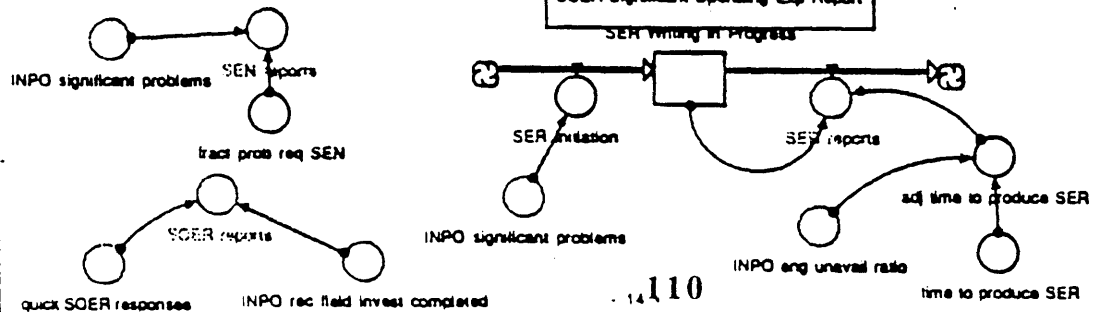 SOER Significant Operating Exp Report
SER Writing in Progress
INPO significant problems
SEN reports
fract prob req SEN
SER initiation
SER reports
adj time to produce SER
SOER reports
INPO significant problems
INPO eng unavail ratio
time to produce SER
quick SOER responses
INPO rec field invest completed
110